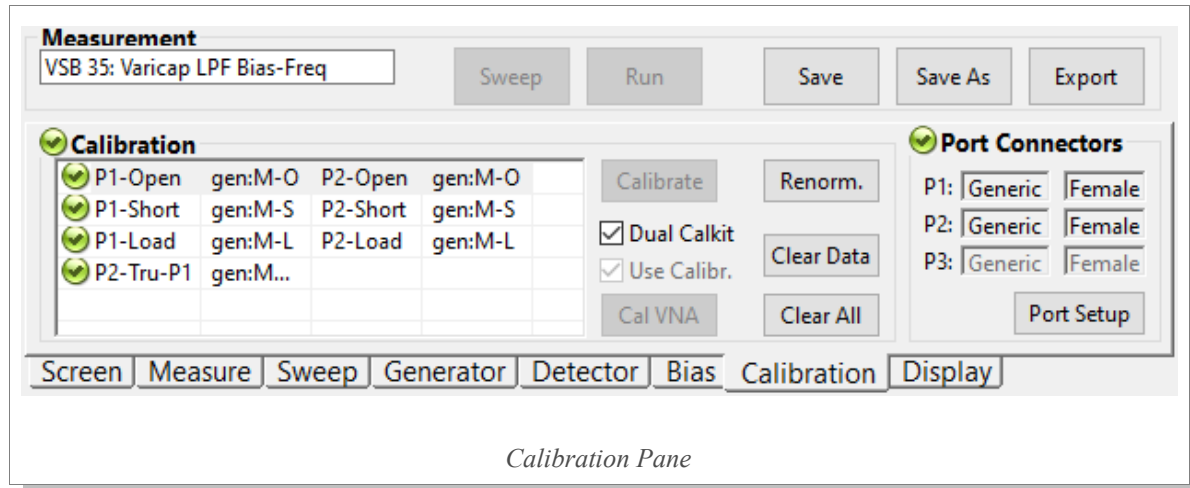 Measurement
VSB 35: Varicap LPF Bias-Freq
Sweep
Run
Save
Save As
Export
Calibration
P1-Open gen:M-O P2-Open gen:M-O
P1-Short gen:M-S P2-Short gen:M-S
P1-Load gen:M-L P2-Load gen:M-L
P2-Tru-P1 gen:M...
Calibrate
Renorm.
Dual Calkit
Use Calibr.
Clear Data
Cal VNA
Clear All
Port Connectors
P1: Generic Female
P2: Generic Female
P3: Generic Female
Port Setup
Screen Measure Sweep Generator Detector Bias Calibration Display
Calibration Pane